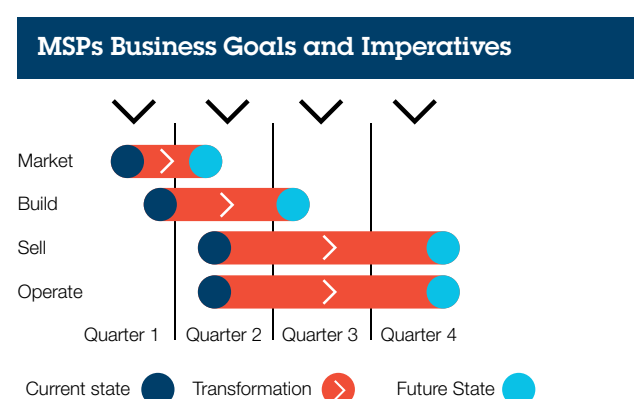 MSPs Business Goals and Imperatives
Market
Build
Sell
Operate
Quarter 1 Quarter 2 Quarter 3 Quarter 4
Current state Transformation Future State